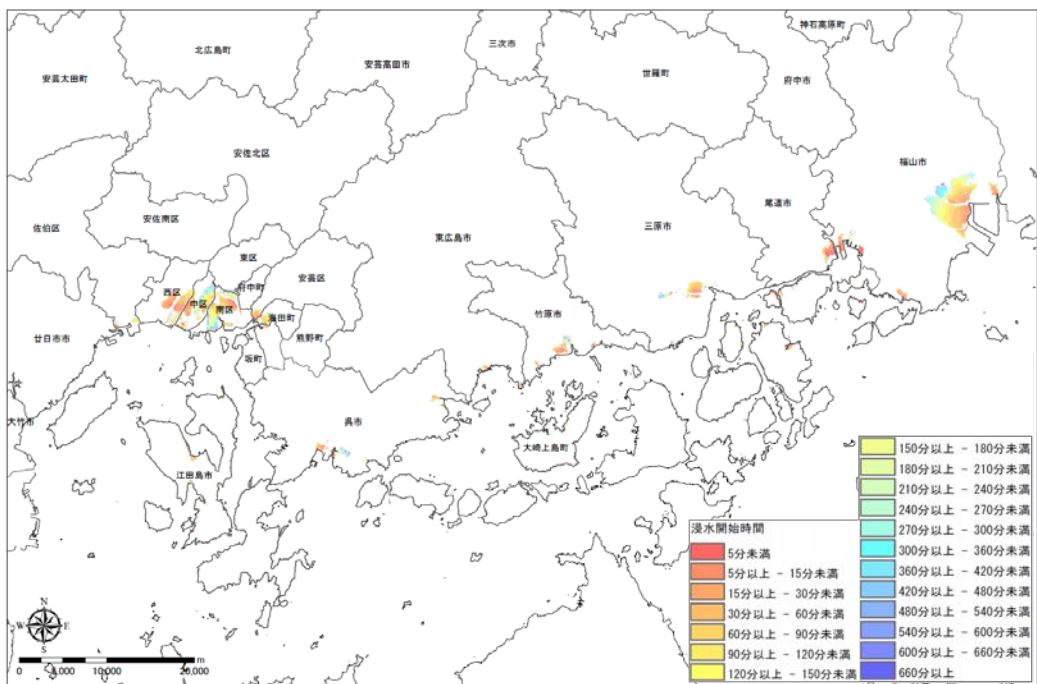 神石高原町
三次市
北広島町
安芸高田市
安芸太田町
世羅町
府中市
安佐北区
福山市
安佐南区
尾道市
佐伯区
三原市
東広島市
東区
安芸区
府中町
西区
中区
南区
海田町
竹原市
廿日市市
熊野町
坂町
大竹市
呉市
大崎上島町
江田島市
浸水開始時間
5分未満
5分以上 - 15分未満
15分以上 - 30分未満
30分以上 - 60分未満
60分以上 - 90分未満
90分以上 - 120分未満
120分以上 - 150分未満
150分以上 - 180分未満
180分以上 - 210分未満
210分以上 - 240分未満
240分以上 - 270分未満
270分以上 - 300分未満
300分以上 - 360分未満
360分以上 - 420分未満
420分以上 - 480分未満
480分以上 - 540分未満
540分以上 - 600分未満
600分以上 - 660分未満
660分以上
N
W E
S
0 5,000 10,000 20,000 m